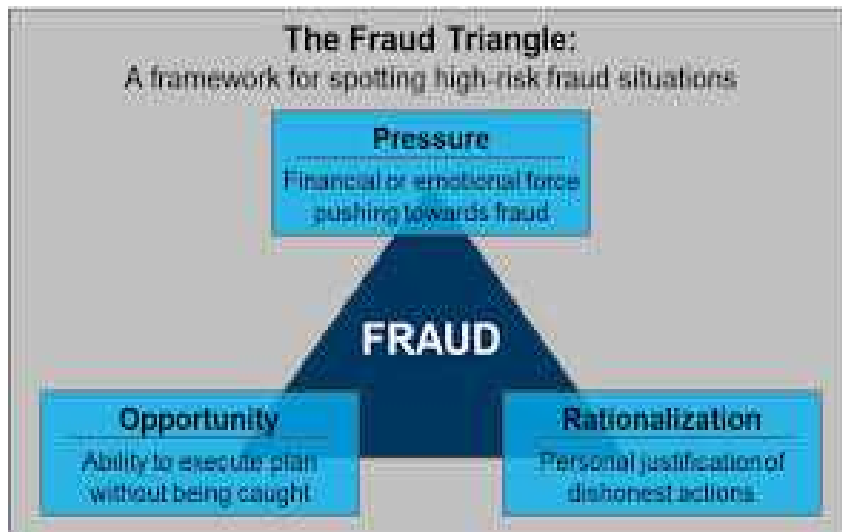 The Fraud Triangle:
A framework for spotting high-risk fraud situations
Pressure
Financial or emotional force
pushing towards fraud
FRAUD
Opportunity
Ability to execute plan
without being caught
Rationalization
Personal justification of
dishonest actions